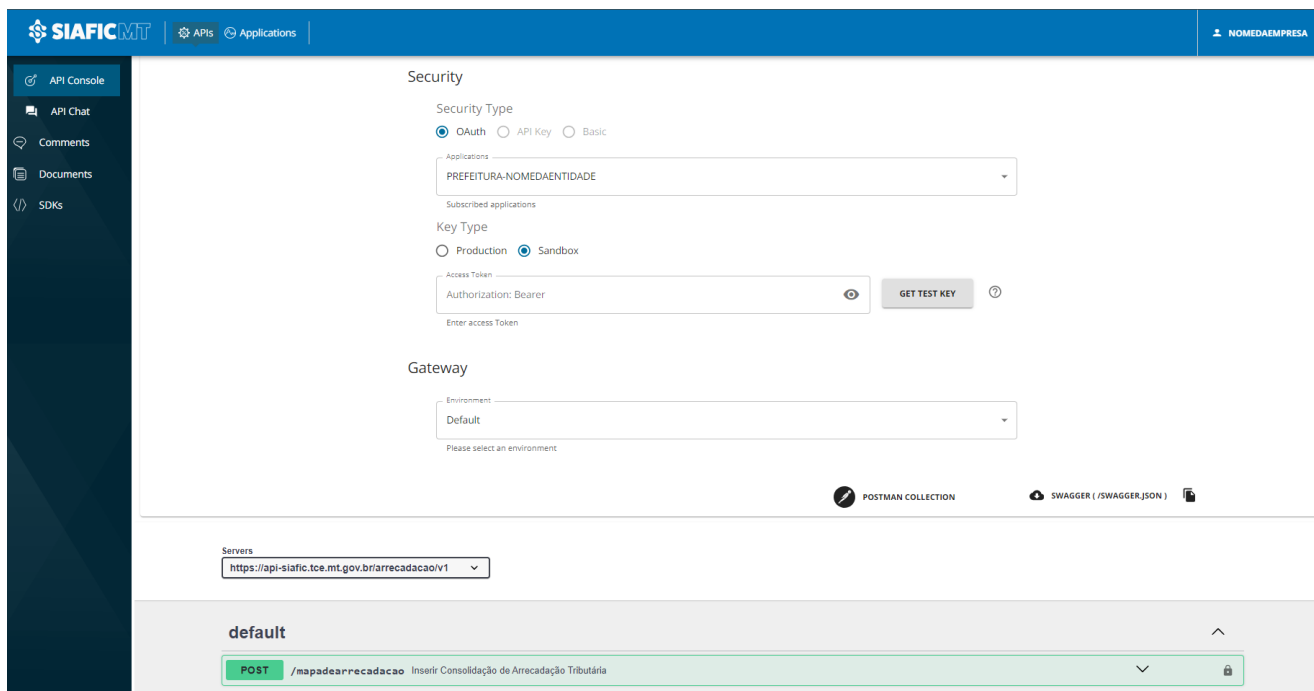 SIAFICMT APIs Applications NOMEDAEMPRESA
API Console
API Chat
Comments
Documents
SDKs
Security
Security Type
OAuth API Key Basic
Applications
PREFEITURA-NOMEDAENTIDADE
Subscribed applications
Key Type
Production Sandbox
Access Token
Authorization: Bearer GET TEST KEY
Enter access Token
Gateway
Environment
Default
Please select an environment
POSTMAN COLLECTION SWAGGER ( /SWAGGER.JSON )
Servers
https://api-siafic.tce.mt.gov.br/arrecadacao/v1
default
POST /mapadearrecadacao Inserir Consolidação de Arrecadação Tributária